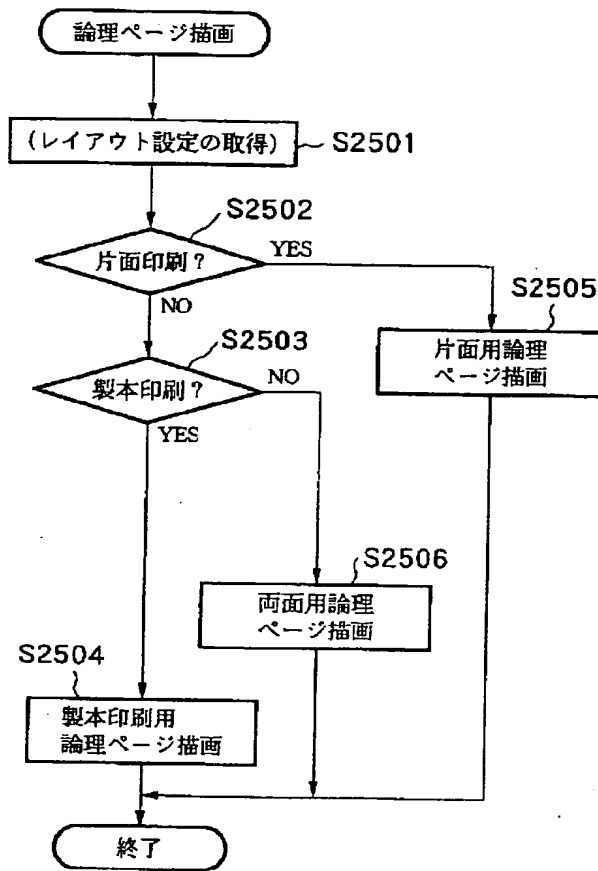 論理ページ描画
(レイアウト設定の取得)
S2501
S2502
片面印刷?
YES
NO
S2505
片面用論理
ページ描画
S2503
製本印刷?
NO
YES
S2506
両面用論理
ページ描画
S2504
製本印刷用
論理ページ描画
終了